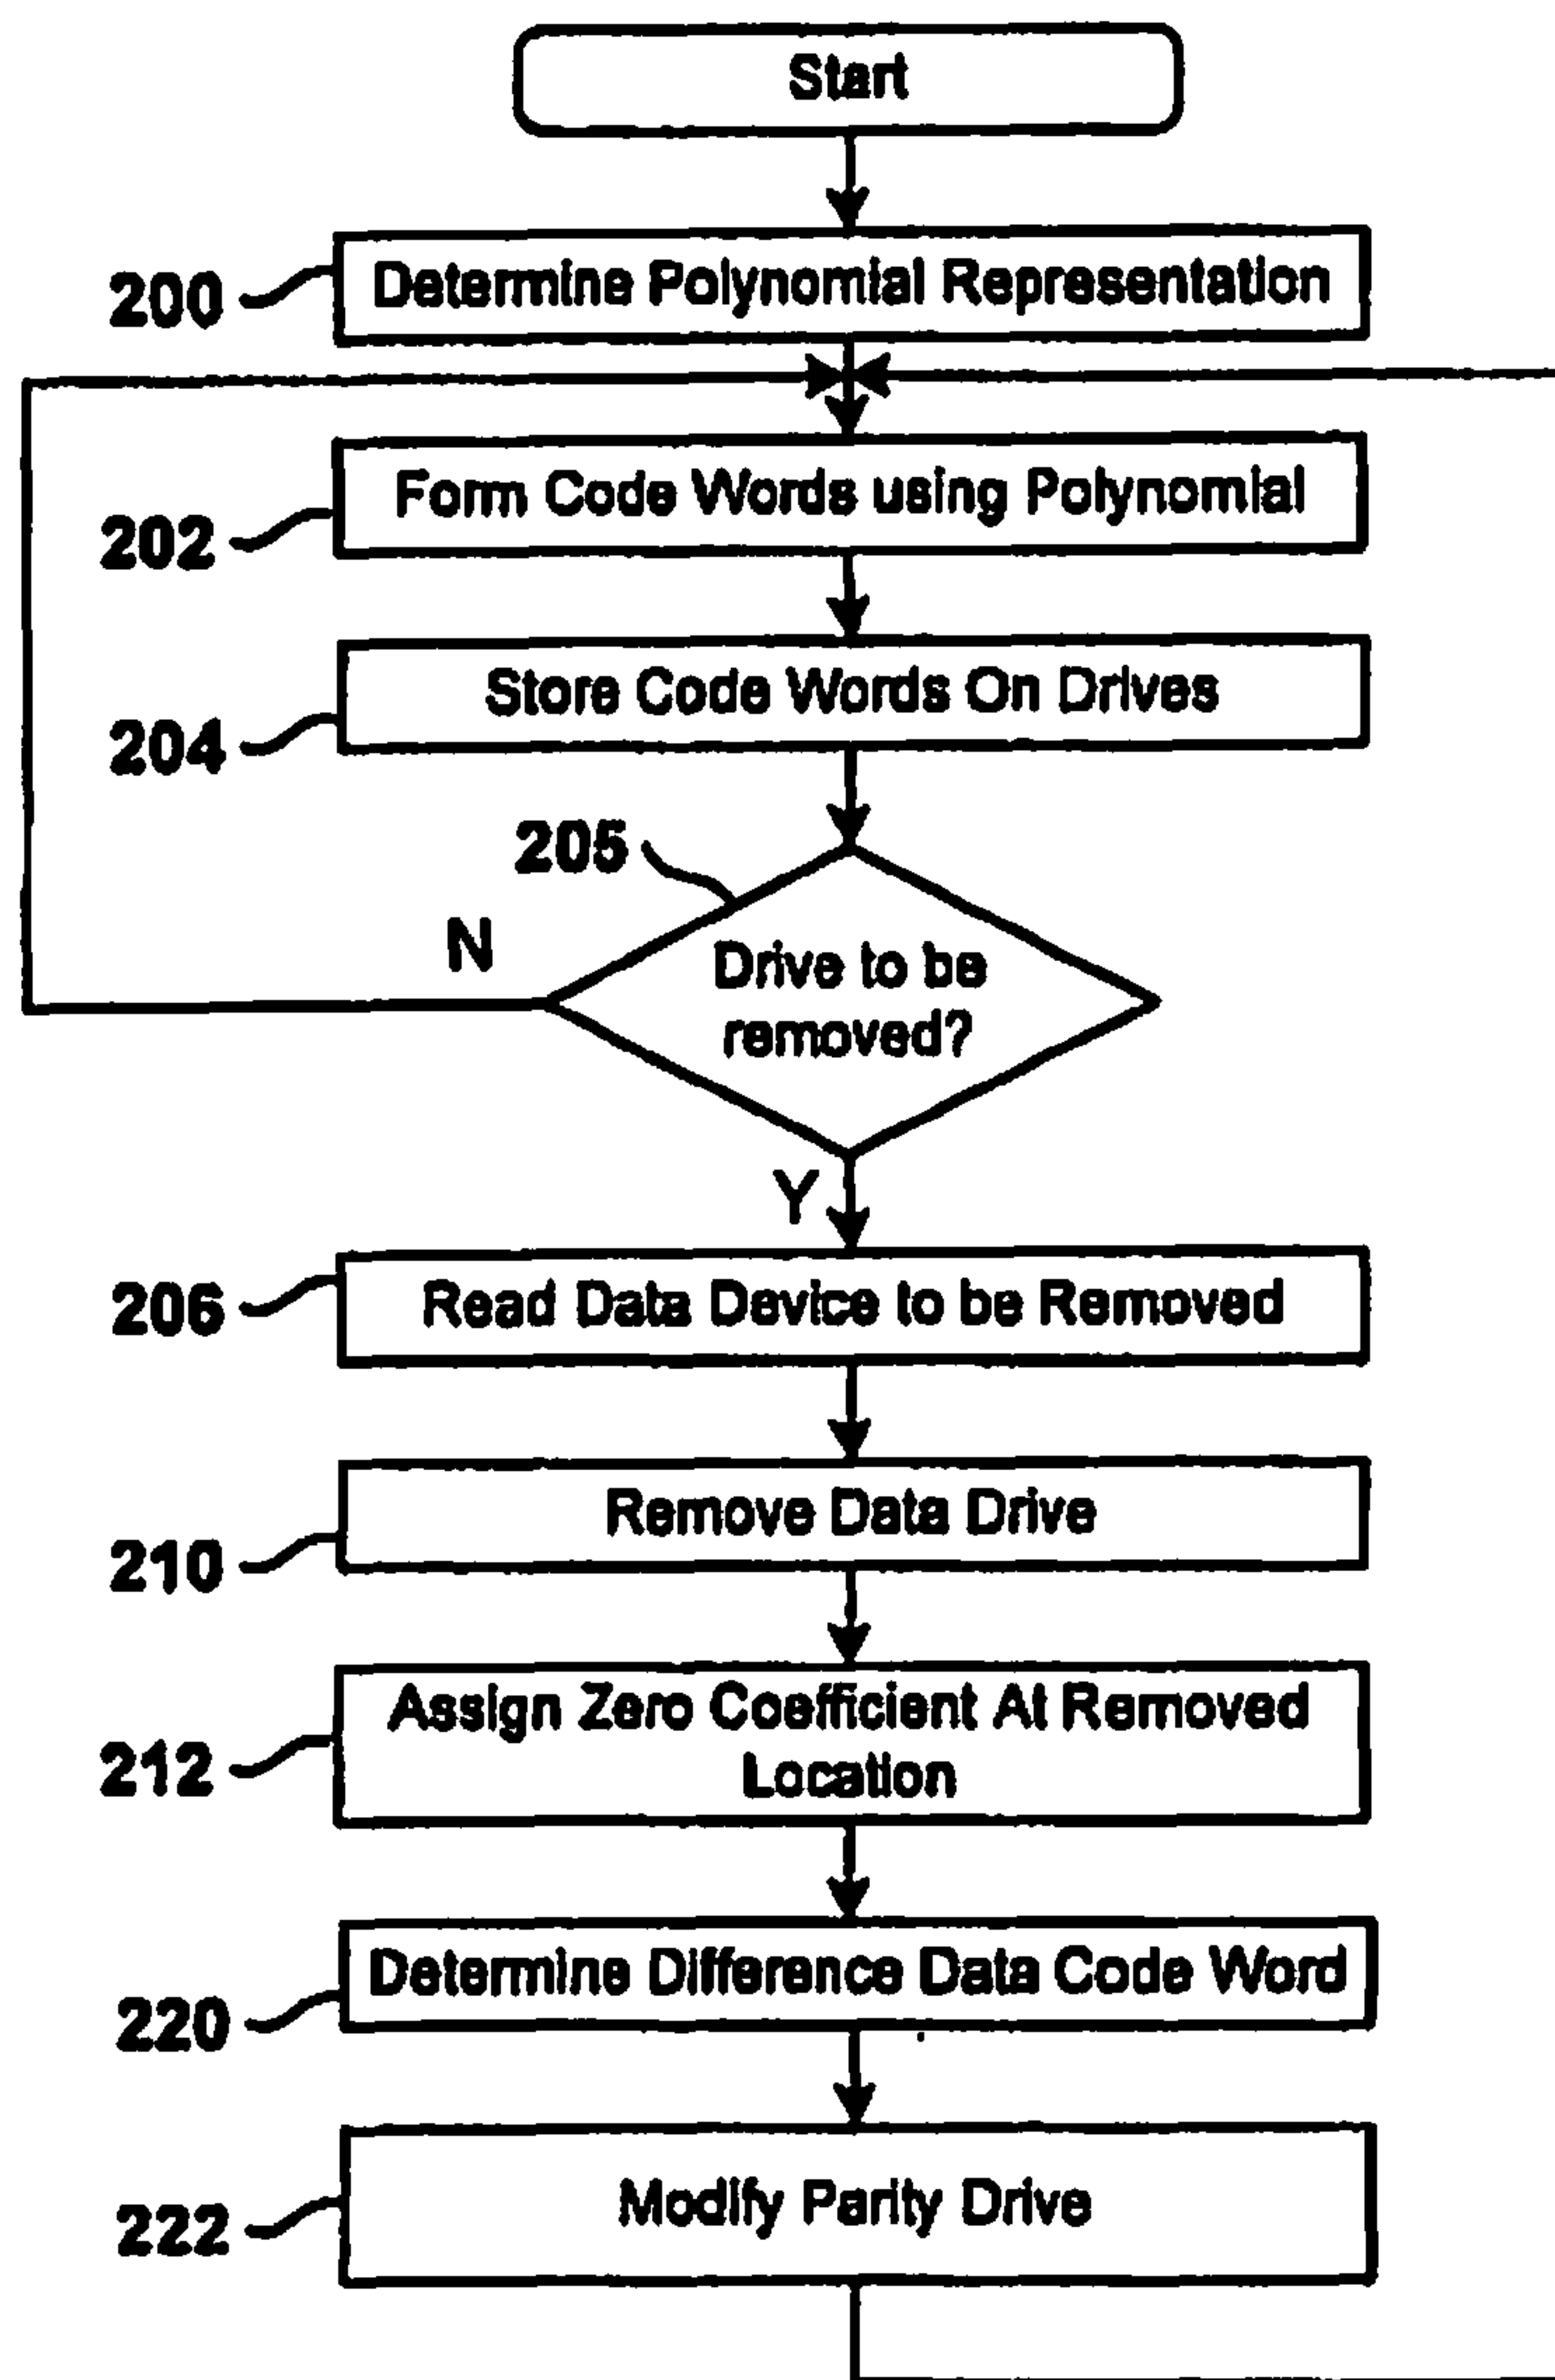 Start
200
Determine Polynomial Representation
202
Form Code Words using Polynomial
204
Store Code Words On Drives
205
N
Drive to be
removed?
Y
206
Read Data Device to be Removed
210
Remove Data Drive
212
Assign Zero Coefficient At Removed
Location
220
Determine Difference Data Code Word
222
Modify Parity Drive